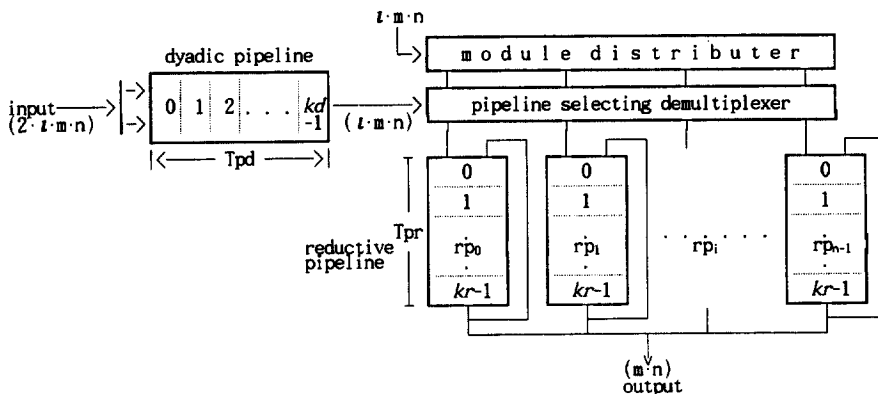 l·m·n
dyadic pipeline
module distributer
input
(2·l·m·n)
0 1 2 . . . kd
-1
(l·m·n)
pipeline selecting demultiplexer
Tpd
0 0 0
1 1 1
Tpr
reductive
pipeline
rp₀ rp₁ · · · · · · rpᵢ rpₙ₋₁
kr-1 kr-1 kr-1
(m·n)
output